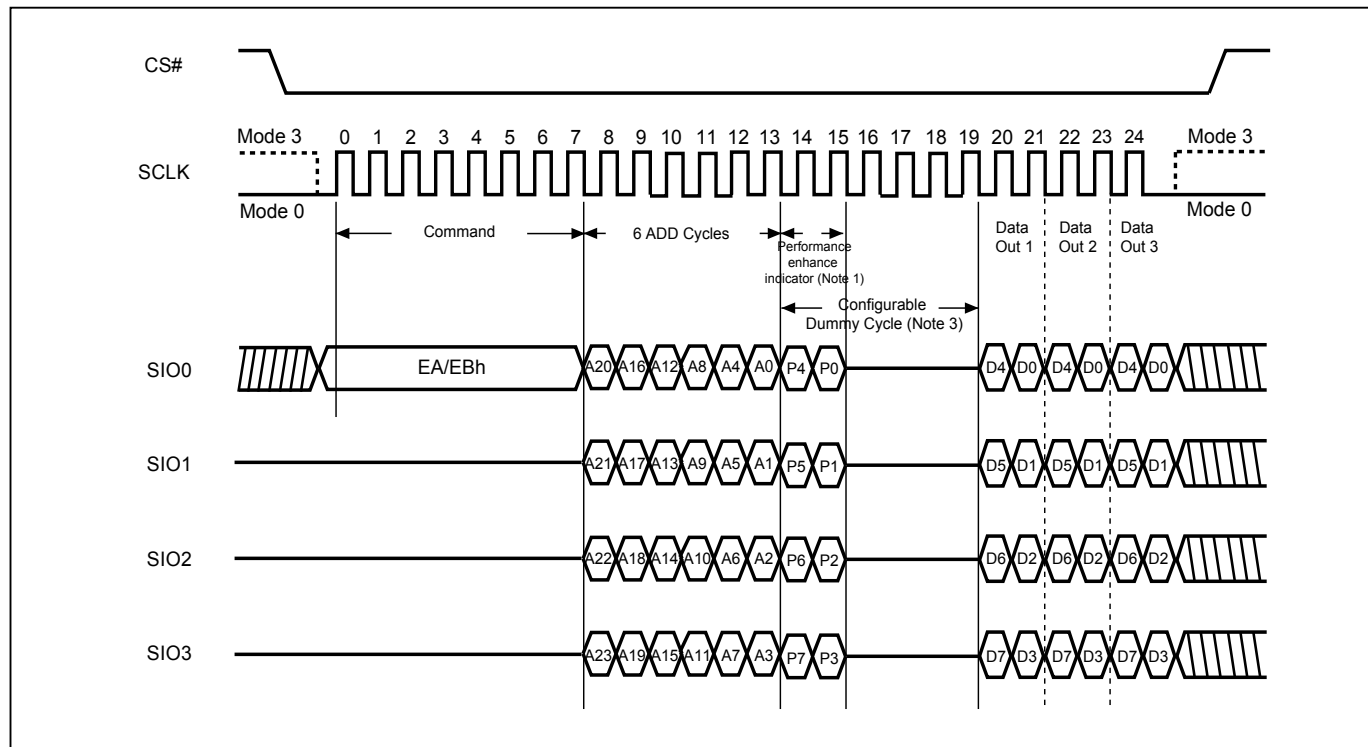 CS#
Mode 3
0 1 2 3 4 5 6 7 8 9 10 11 12 13 14 15 16 17 18 19 20 21 22 23 24
Mode 3
SCLK
Mode 0
Mode 0
Command
6 ADD Cycles
Performance
enhance
indicator (Note 1)
Data
Out 1
Data
Out 2
Data
Out 3
Configurable
Dummy Cycle (Note 3)
SIO0
EA/EBh
A20 A16 A12 A8 A4 A0 P4 P0
D4 D0 D4 D0 D4 D0
SIO1
A21 A17 A13 A9 A5 A1 P5 P1
D5 D1 D5 D1 D5 D1
SIO2
A22 A18 A14 A10 A6 A2 P6 P2
D6 D2 D6 D2 D6 D2
SIO3
A23 A19 A15 A11 A7 A3 P7 P3
D7 D3 D7 D3 D7 D3